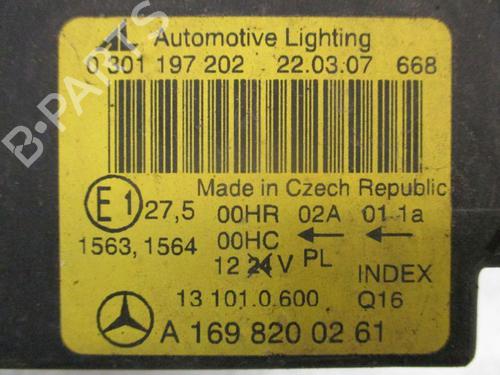 AL Automotive Lighting
0 301 197 202 22.03.07 668
Made in Czech Republic
E1 27,5 00HR 02A 01 1a
1563, 1564 00HC ← ←
12 24 V PL
INDEX
13 101.0.600 Q16
A 169 820 02 61
B-PARTS